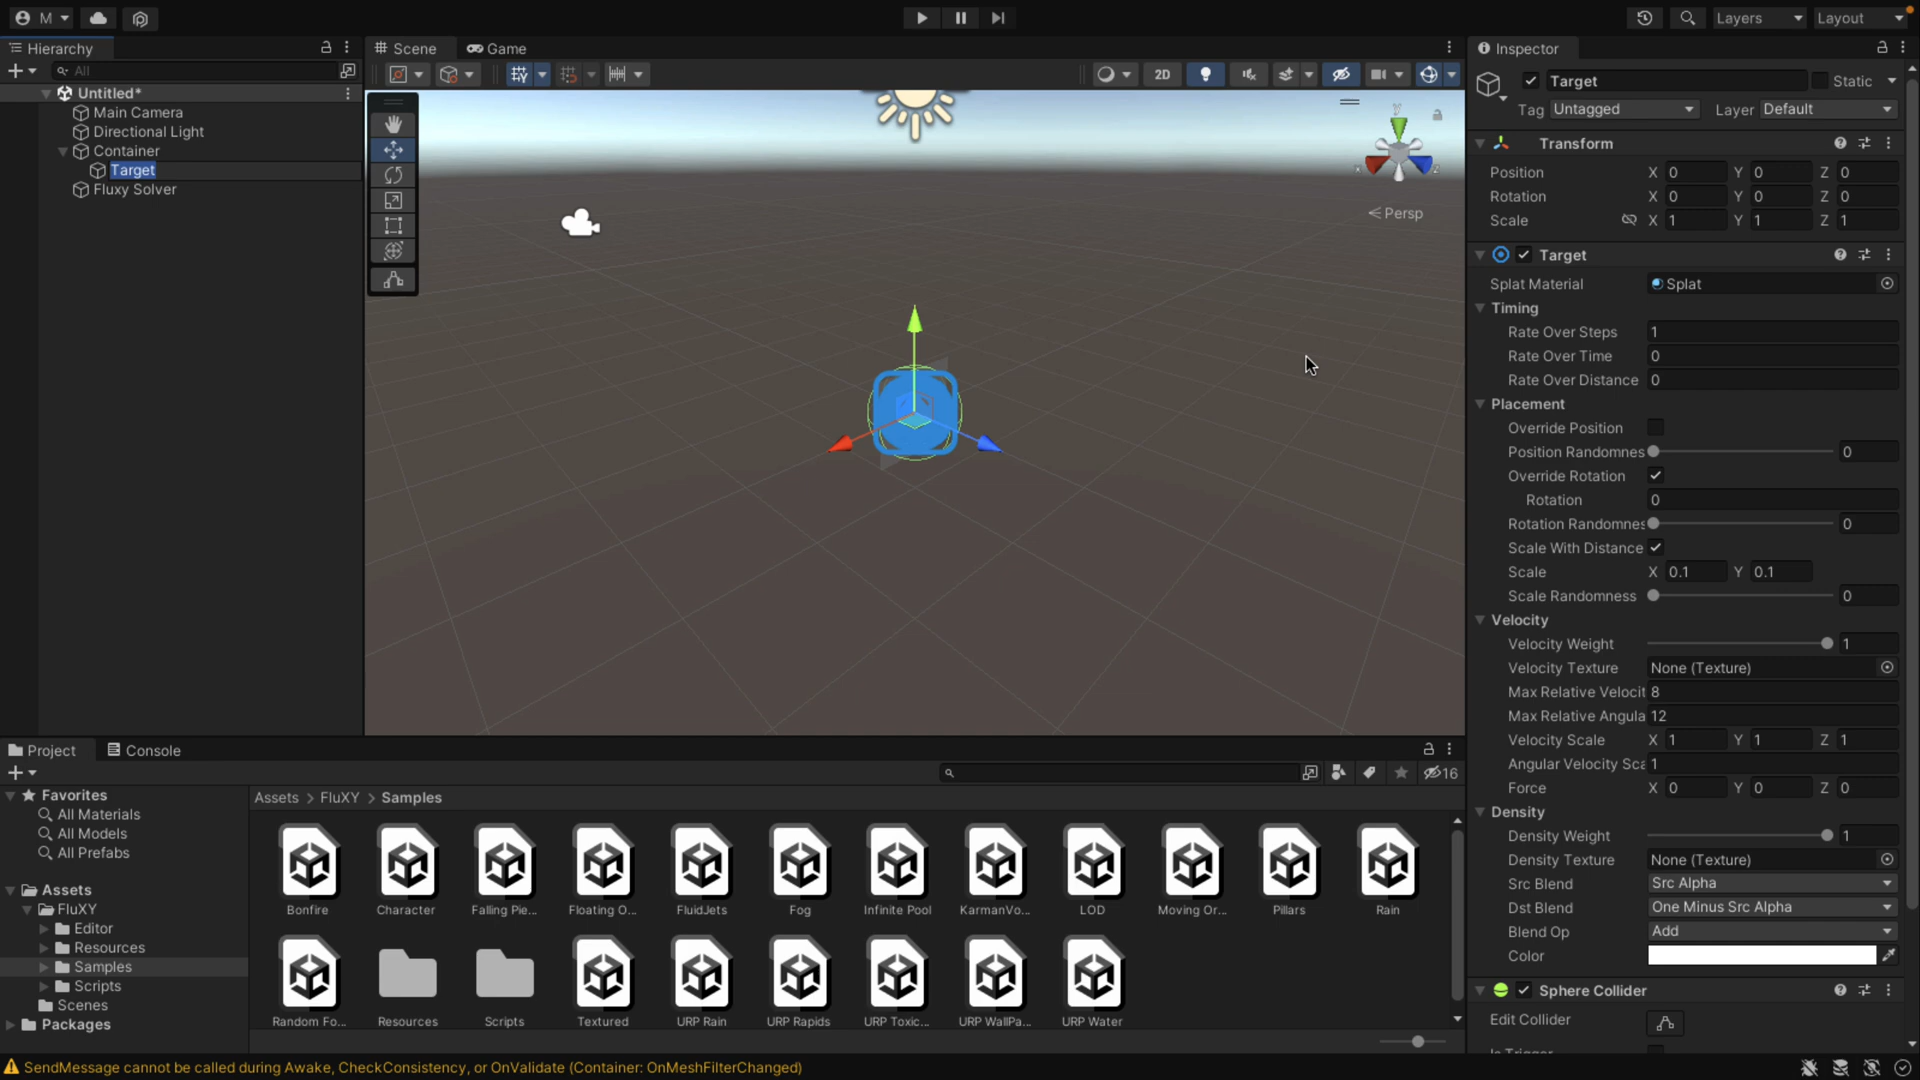 M
Layers
Layout
Hierarchy
All
Untitled*
Main Camera
Directional Light
Container
Target
Fluxy Solver
Scene
Game
2D
y
x
z
Persp
Inspector
Target
Static
Tag Untagged Layer Default
Transform
Position X 0 Y 0 Z 0
Rotation X 0 Y 0 Z 0
Scale X 1 Y 1 Z 1
Target
Splat Material Splat
Timing
Rate Over Steps 1
Rate Over Time 0
Rate Over Distance 0
Placement
Override Position
Position Randomnes 0
Override Rotation
Rotation 0
Rotation Randomnes 0
Scale With Distance
Scale X 0.1 Y 0.1
Scale Randomness 0
Velocity
Velocity Weight 1
Velocity Texture None (Texture)
Max Relative Velocit 8
Max Relative Angula 12
Velocity Scale X 1 Y 1 Z 1
Angular Velocity Sca 1
Force X 0 Y 0 Z 0
Density
Density Weight 1
Density Texture None (Texture)
Src Blend Src Alpha
Dst Blend One Minus Src Alpha
Blend Op Add
Color
Sphere Collider
Edit Collider
Is Trigger
Project
Console
16
Favorites
All Materials
All Models
All Prefabs
Assets
FluXY
Editor
Resources
Samples
Scripts
Scenes
Packages
Assets > FluXY > Samples
Bonfire Character Falling Pie... Floating O... FluidJets Fog Infinite Pool KarmanVo... LOD Moving Or... Pillars Rain
Random Fo... Resources Scripts Textured URP Rain URP Rapids URP Toxic... URP WallPa... URP Water
SendMessage cannot be called during Awake, CheckConsistency, or OnValidate (Container: OnMeshFilterChanged)